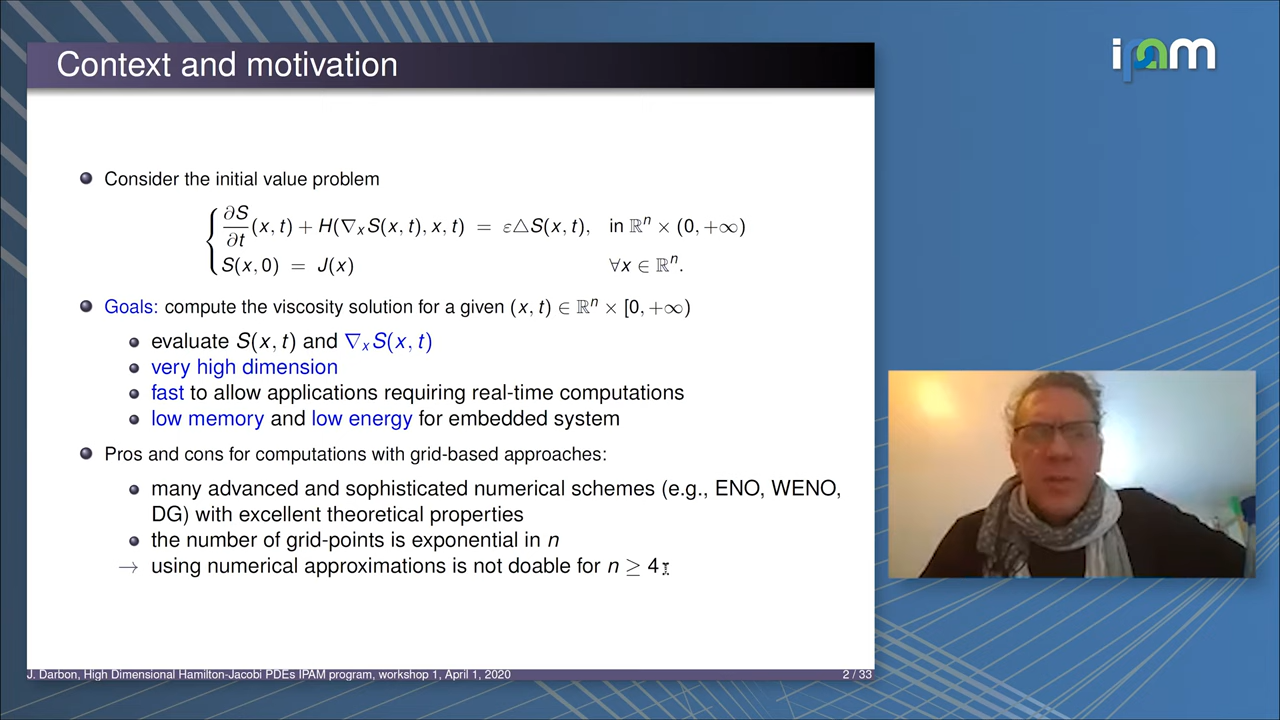 ipam
Context and motivation
Consider the initial value problem
∂S/∂t (x, t) + H(∇ₓS(x, t), x, t) = ε△S(x, t), in ℝⁿ × (0, +∞)
S(x, 0) = J(x) ∀x ∈ ℝⁿ.
Goals: compute the viscosity solution for a given (x, t) ∈ ℝⁿ × [0, +∞)
evaluate S(x, t) and ∇ₓS(x, t)
very high dimension
fast to allow applications requiring real-time computations
low memory and low energy for embedded system
Pros and cons for computations with grid-based approaches:
many advanced and sophisticated numerical schemes (e.g., ENO, WENO,
DG) with excellent theoretical properties
the number of grid-points is exponential in n
→ using numerical approximations is not doable for n ≥ 4
J. Darbon, High Dimensional Hamilton-Jacobi PDEs IPAM program, workshop 1, April 1, 2020 2 / 33